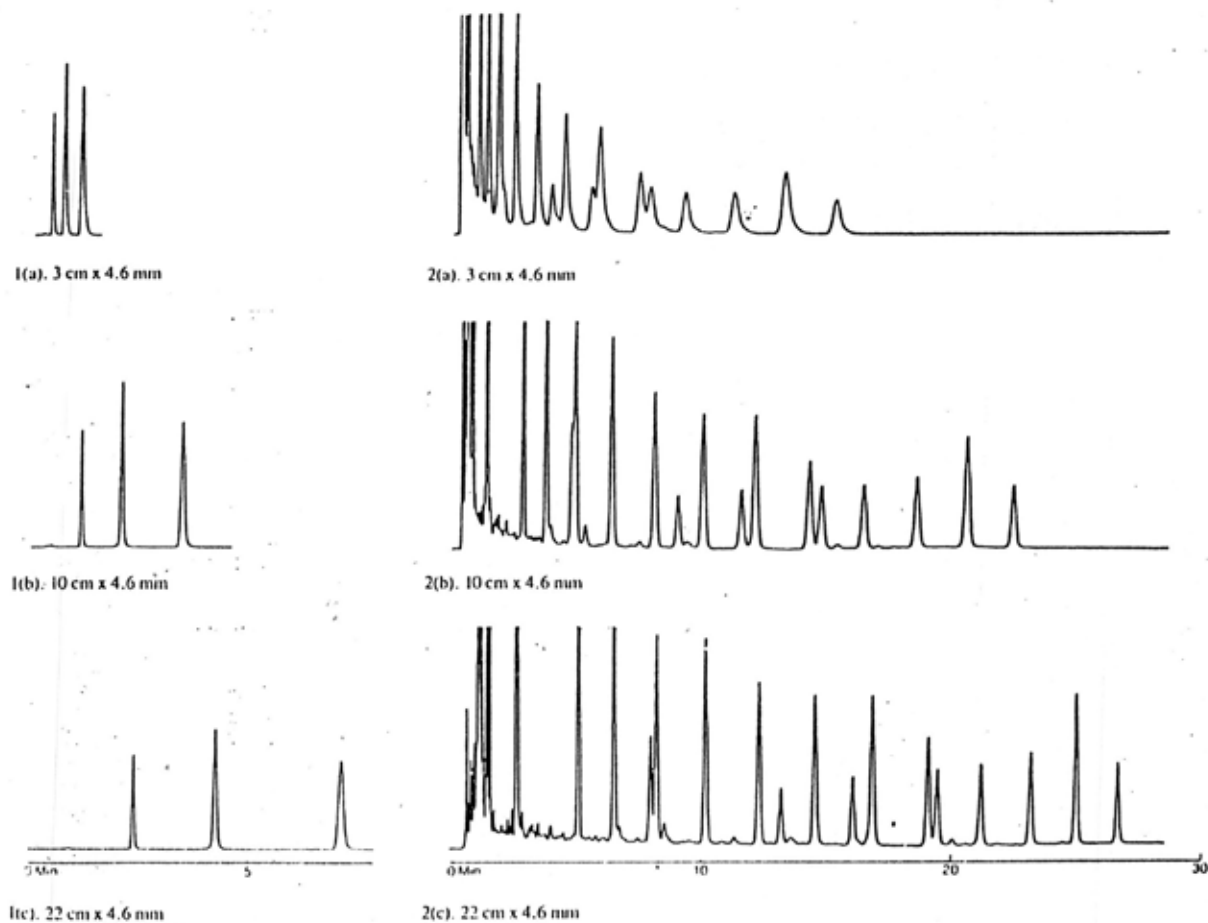 1(a). 3 cm x 4.6 mm
2(a). 3 cm x 4.6 mm
1(b). 10 cm x 4.6 mm
2(b). 10 cm x 4.6 mm
0 Min 5
0 Min 10 20 30
1(c). 22 cm x 4.6 mm
2(c). 22 cm x 4.6 mm